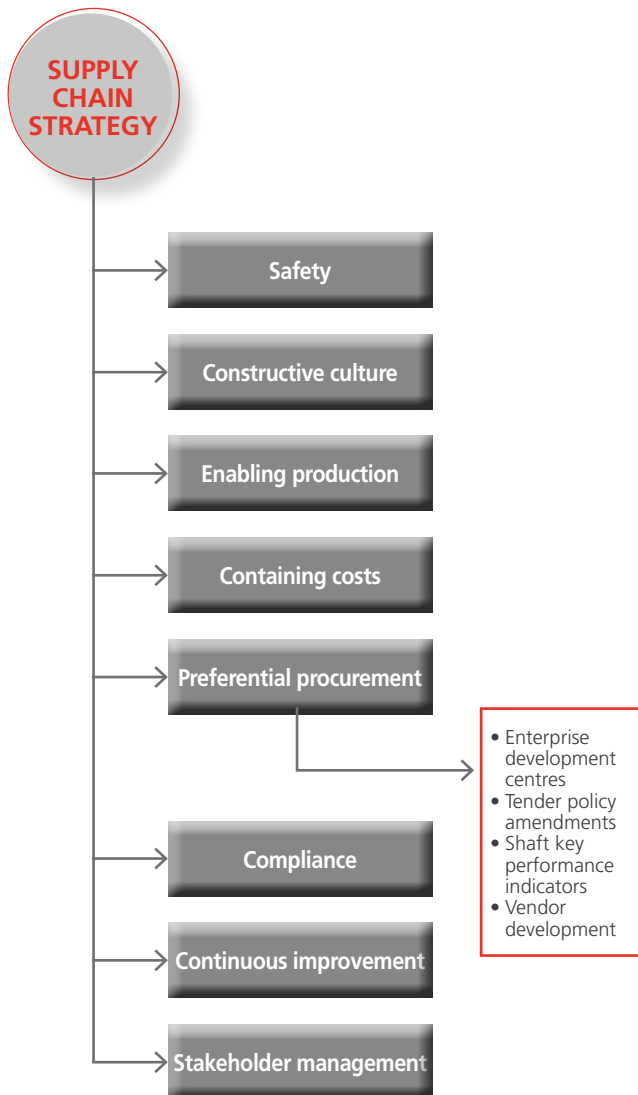 SUPPLY
CHAIN
STRATEGY
Safety
Constructive culture
Enabling production
Containing costs
Preferential procurement
• Enterprise
development
centres
• Tender policy
amendments
• Shaft key
performance
indicators
• Vendor
development
Compliance
Continuous improvement
Stakeholder management